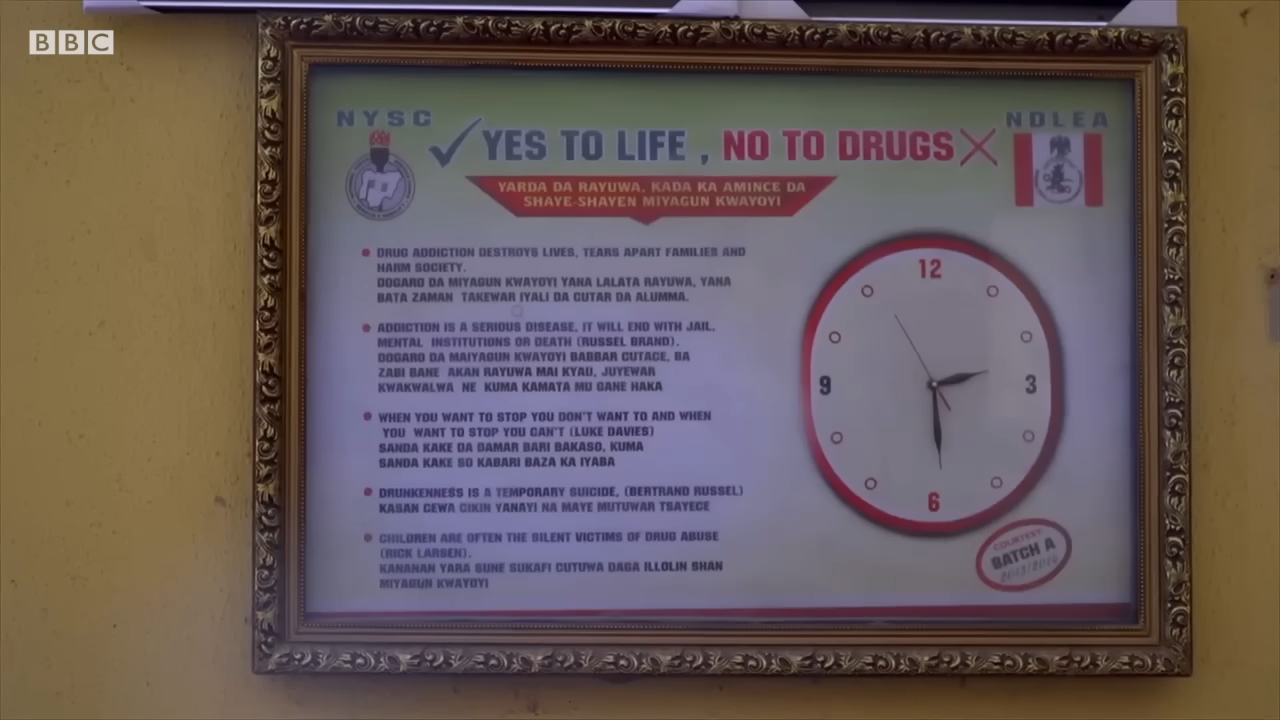 BBC
NYSC
NDLEA
YES TO LIFE , NO TO DRUGS
YARDA DA RAYUWA, KADA KA AMINCE DA
SHAYE-SHAYEN MIYAGUN KWAYOYI
DRUG ADDICTION DESTROYS LIVES, TEARS APART FAMILIES AND
HARM SOCIETY.
DOGARO DA MIYAGUN KWAYOYI YANA LALATA RAYUWA, YANA
BATA ZAMAN TAKEWAR IYALI DA CUTAR DA ALUMMA.
ADDICTION IS A SERIOUS DISEASE, IT WILL END WITH JAIL,
MENTAL INSTITUTIONS OR DEATH (RUSSEL BRAND).
DOGARO DA MAIYAGUN KWAYOYI BABBAR CUTACE, BA
ZABI BANE AKAN RAYUWA MAI KYAU, JUYEWAR
KWAKWALWA NE KUMA KAMATA MU GANE HAKA
WHEN YOU WANT TO STOP YOU DON'T WANT TO AND WHEN
YOU WANT TO STOP YOU CAN'T (LUKE DAVIES)
SANDA KAKE DA DAMAR BARI BAKASO, KUMA
SANDA KAKE SO KABARI BAZA KA IYABA
DRUNKENNESS IS A TEMPORARY SUICIDE, (BERTRAND RUSSEL)
KASAN CEWA CIKIN YANAYI NA MAYE MUTUWAR TSAYECE
CHILDREN ARE OFTEN THE SILENT VICTIMS OF DRUG ABUSE
(RICK LARSEN).
KANANAN YARA SUNE SUKAFI CUTUWA DAGA ILLOLIN SHAN
MIYAGUN KWAYOYI
12
9
3
6
COURTESY
BATCH A